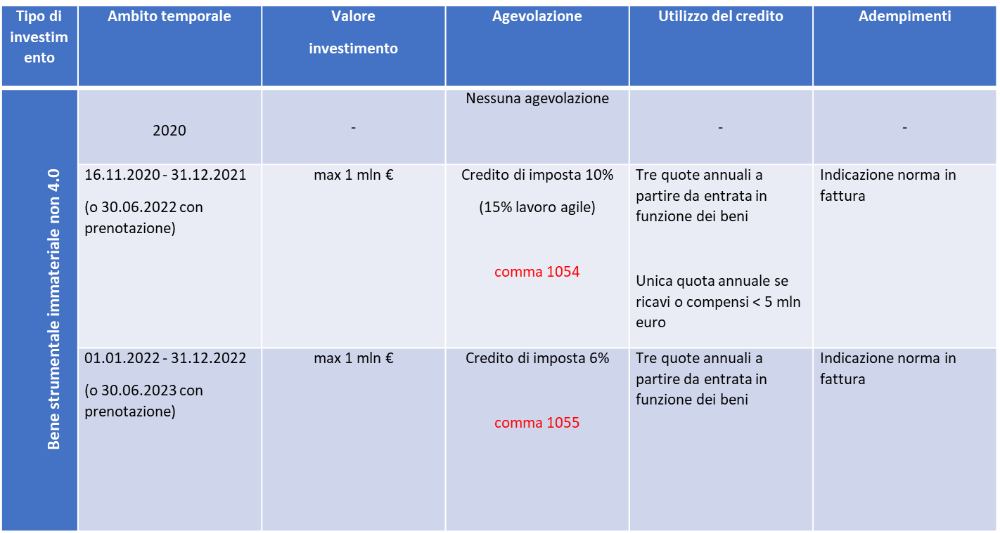 Tipo di
investim
ento
Ambito temporale
Valore
investimento
Agevolazione
Utilizzo del credito
Adempimenti
Bene strumentale immateriale non 4.0
2020
-
Nessuna agevolazione
-
-
16.11.2020 - 31.12.2021
(o 30.06.2022 con
prenotazione)
max 1 mln €
Credito di imposta 10%
(15% lavoro agile)
comma 1054
Tre quote annuali a
partire da entrata in
funzione dei beni
Unica quota annuale se
ricavi o compensi < 5 mln
euro
Indicazione norma in
fattura
01.01.2022 - 31.12.2022
(o 30.06.2023 con
prenotazione)
max 1 mln €
Credito di imposta 6%
comma 1055
Tre quote annuali a
partire da entrata in
funzione dei beni
Indicazione norma in
fattura